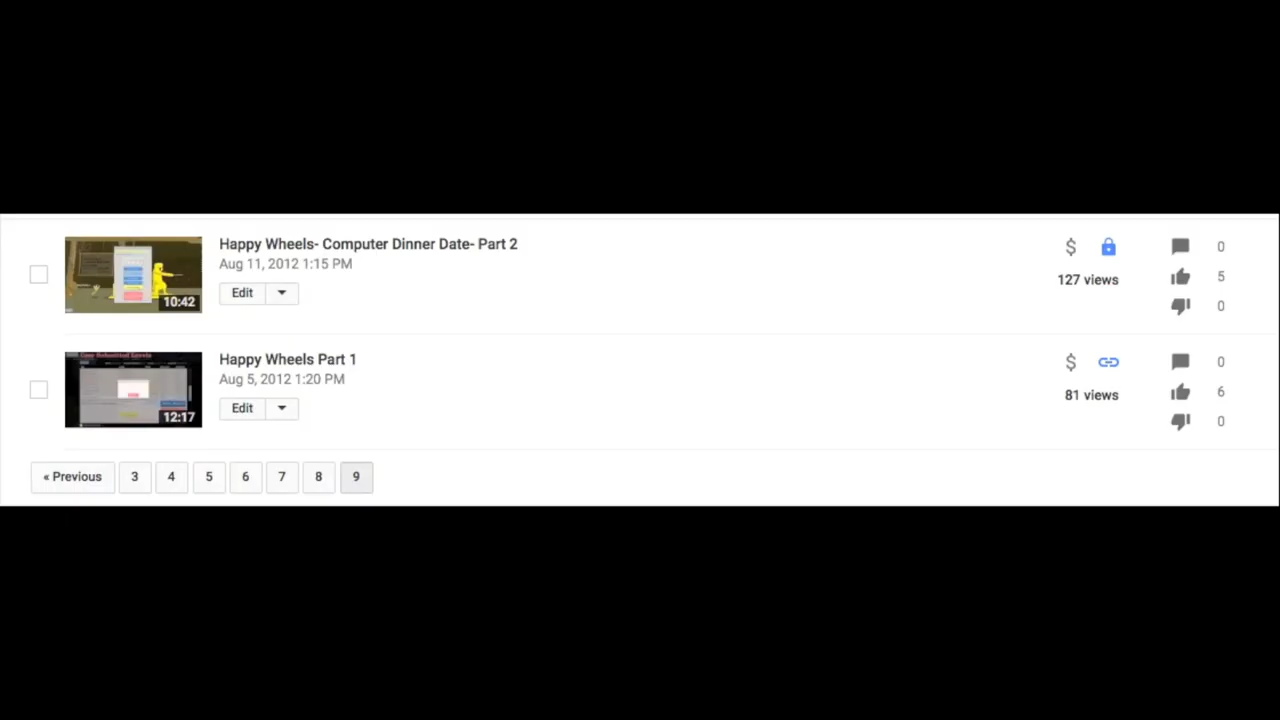 Happy Wheels- Computer Dinner Date- Part 2
Aug 11, 2012 1:15 PM
Edit
10:42
127 views
0
5
0
Happy Wheels Part 1
Aug 5, 2012 1:20 PM
Edit
12:17
81 views
0
6
0
« Previous 3 4 5 6 7 8 9